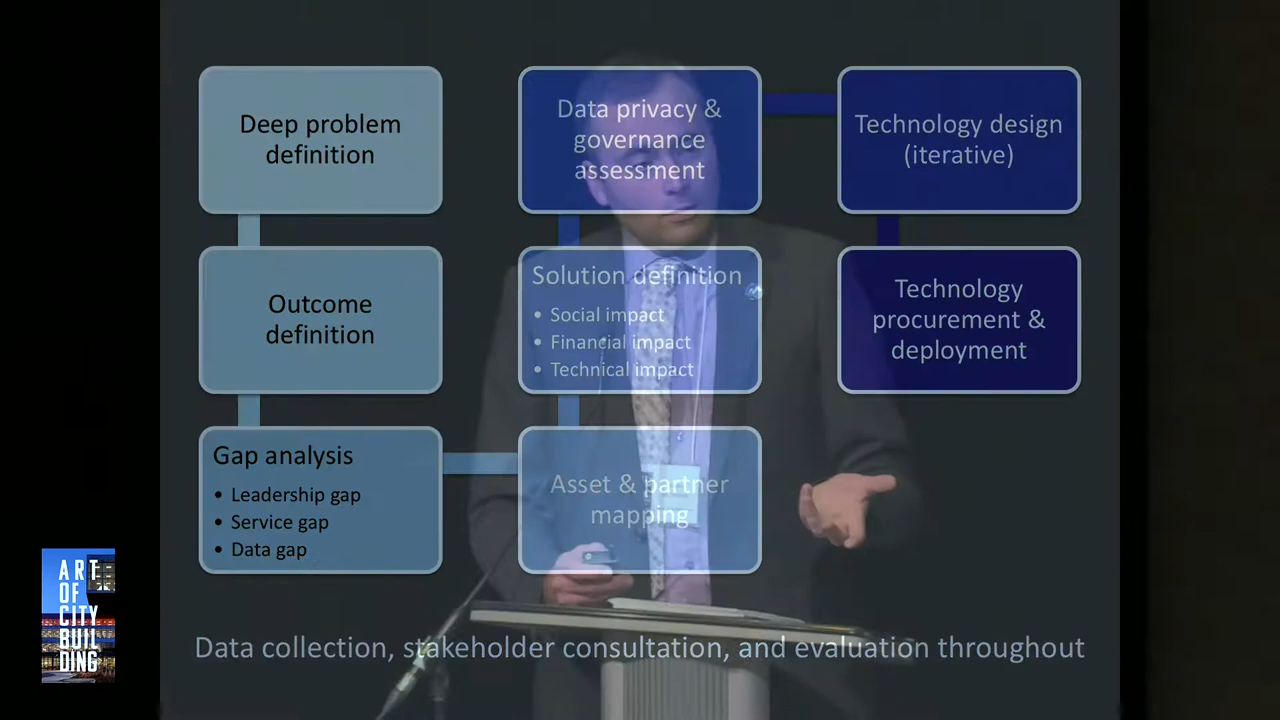 Deep problem
definition
Outcome
definition
Gap analysis
• Leadership gap
• Service gap
• Data gap
Asset & partner
mapping
Solution definition
• Social impact
• Financial impact
• Technical impact
Data privacy &
governance
assessment
Technology design
(iterative)
Technology
procurement &
deployment
Data collection, stakeholder consultation, and evaluation throughout
ART
OF
CITY
BUIL
DING